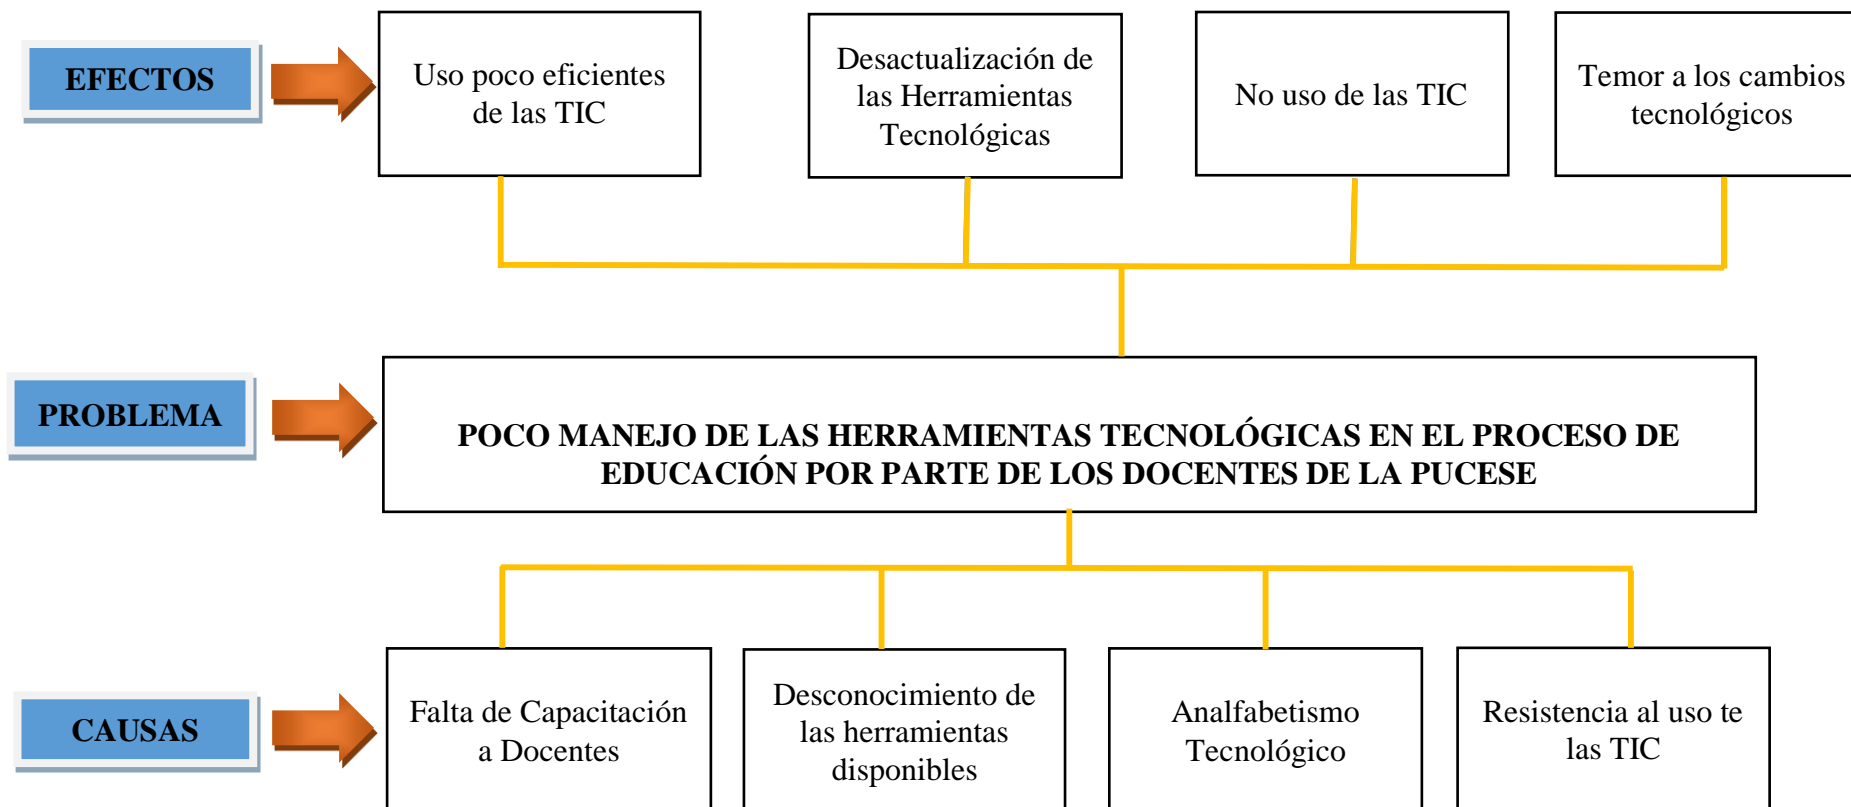 EFECTOS
Uso poco eficientes
de las TIC
Desactualización de
las Herramientas
Tecnológicas
No uso de las TIC
Temor a los cambios
tecnológicos
PROBLEMA
POCO MANEJO DE LAS HERRAMIENTAS TECNOLÓGICAS EN EL PROCESO DE
EDUCACIÓN POR PARTE DE LOS DOCENTES DE LA PUCESE
CAUSAS
Falta de Capacitación
a Docentes
Desconocimiento de
las herramientas
disponibles
Analfabetismo
Tecnológico
Resistencia al uso te
las TIC